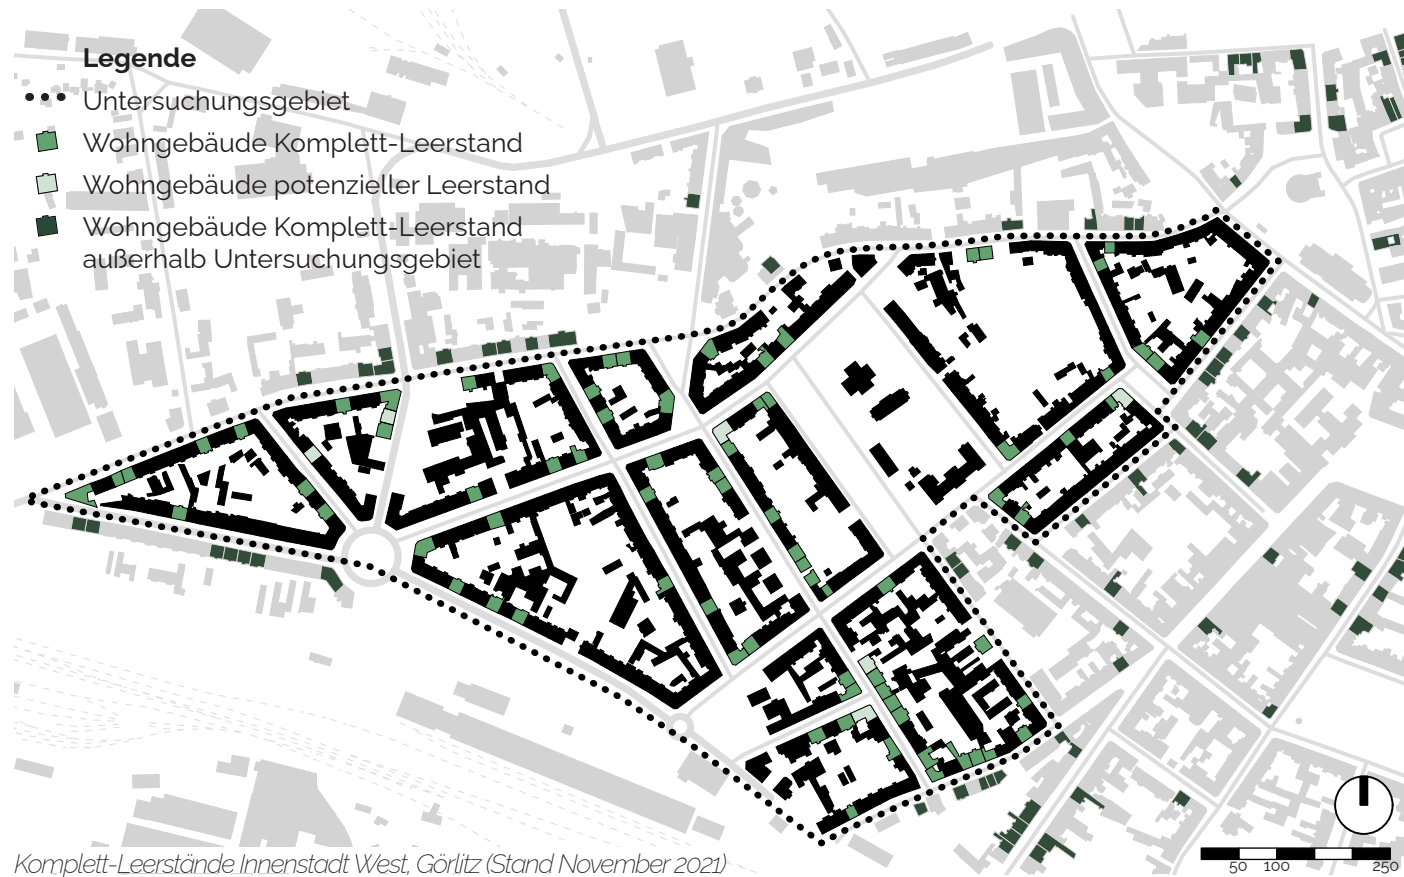 Legende
Untersuchungsgebiet
Wohngebäude Komplett-Leerstand
Wohngebäude potenzieller Leerstand
Wohngebäude Komplett-Leerstand
außerhalb Untersuchungsgebiet
50 100 250
Komplett-Leerstände Innenstadt West, Görlitz (Stand November 2021)